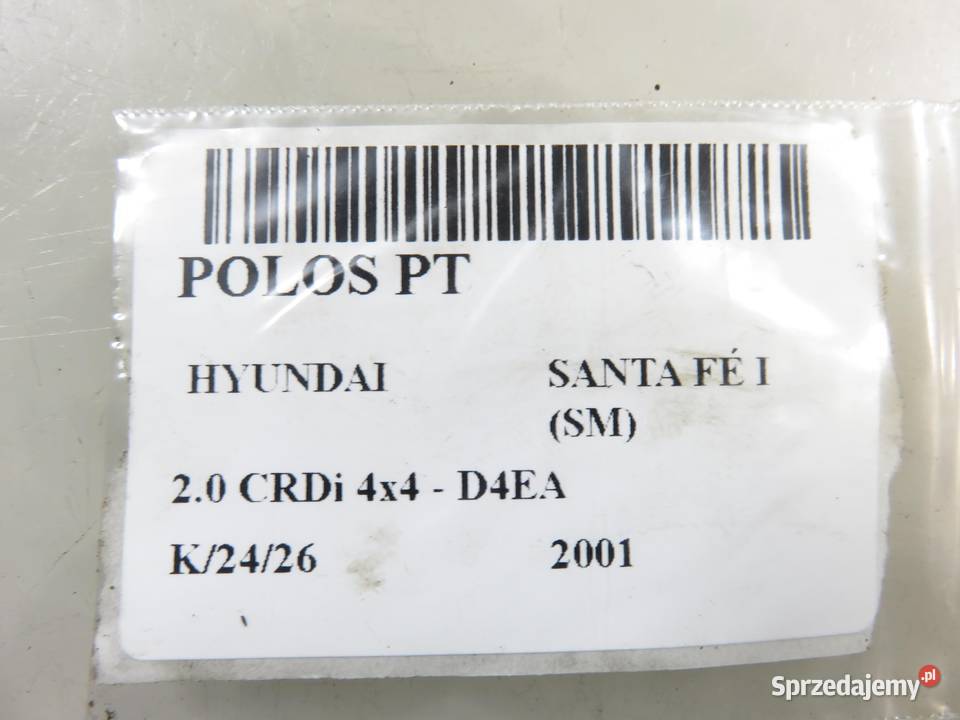 POLOS PT
HYUNDAI
SANTA FÉ I
(SM)
2.0 CRDi 4x4 - D4EA
K/24/26
2001
Sprzedajemy.pl